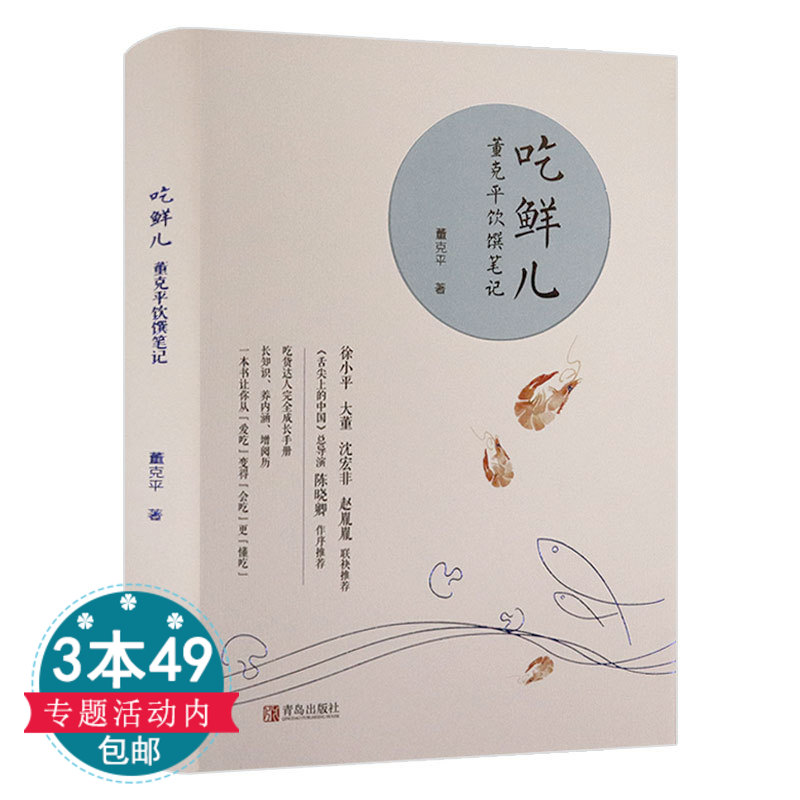 吃鲜儿
董克平饮馔笔记
董克平 著
徐小平 大董 沈宏非 赵胤胤 联袂推荐
《舌尖上的中国》总导演 陈晓卿 作序推荐
吃货达人完全成长手册
长知识、养内涵、增阅历
一本书让你从「爱吃」变得「会吃」更「懂吃」
青岛出版社
QINGDAO PUBLISHING HOUSE
吃鲜儿
董克平饮馔笔记
董克平 著
3本49
专题活动内
包邮